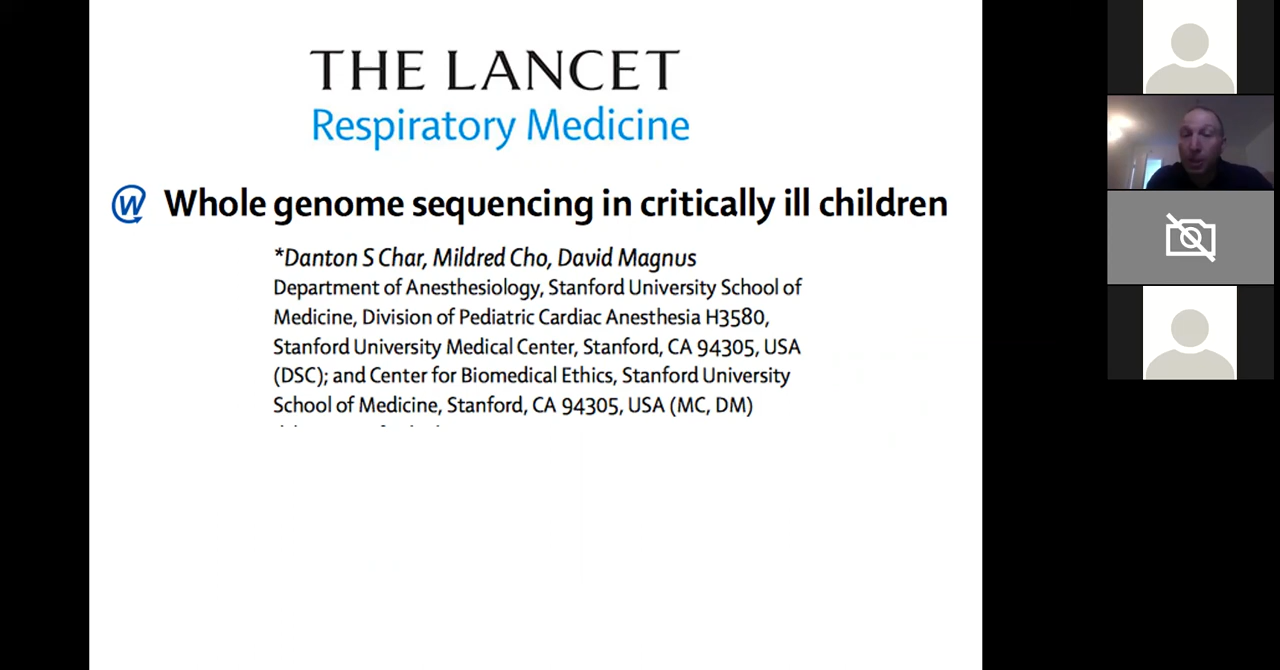 THE LANCET
Respiratory Medicine
W Whole genome sequencing in critically ill children
*Danton S Char, Mildred Cho, David Magnus
Department of Anesthesiology, Stanford University School of
Medicine, Division of Pediatric Cardiac Anesthesia H3580,
Stanford University Medical Center, Stanford, CA 94305, USA
(DSC); and Center for Biomedical Ethics, Stanford University
School of Medicine, Stanford, CA 94305, USA (MC, DM)